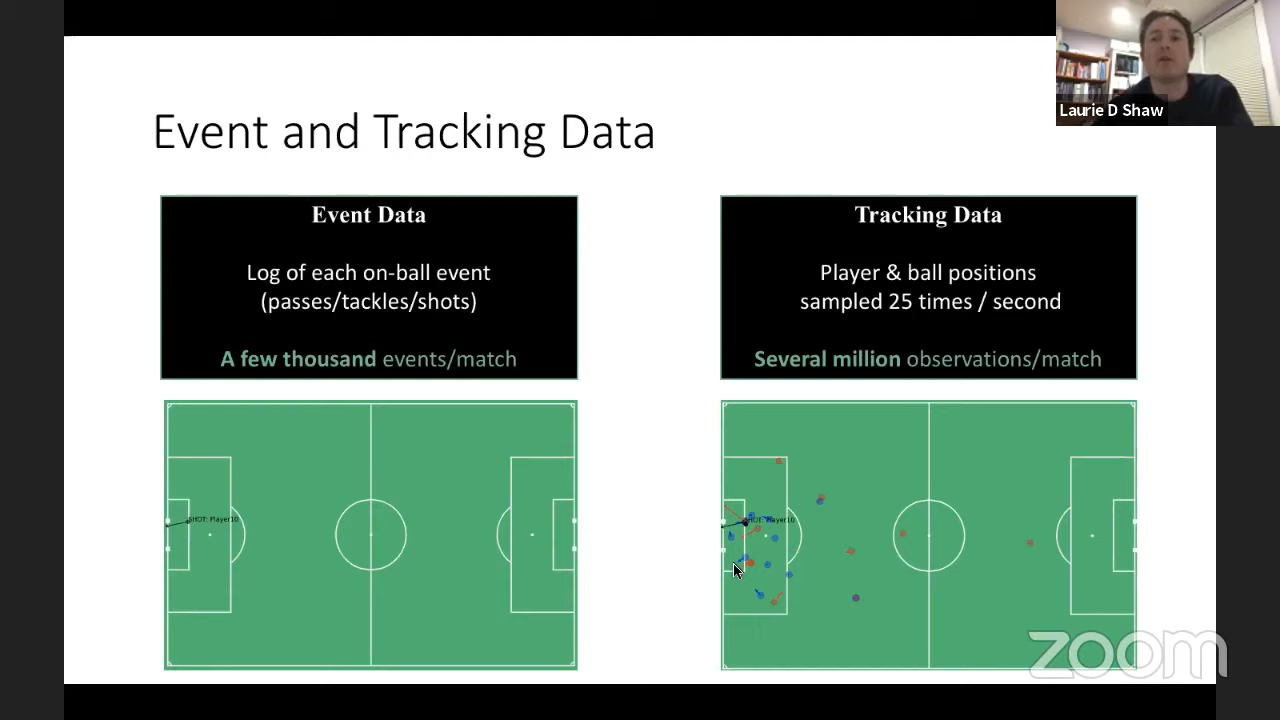 Laurie D Shaw
Event and Tracking Data
Event Data
Log of each on-ball event
(passes/tackles/shots)
A few thousand events/match
Tracking Data
Player & ball positions
sampled 25 times / second
Several million observations/match
SHOT: Player10
SHOT: Player10
zoom